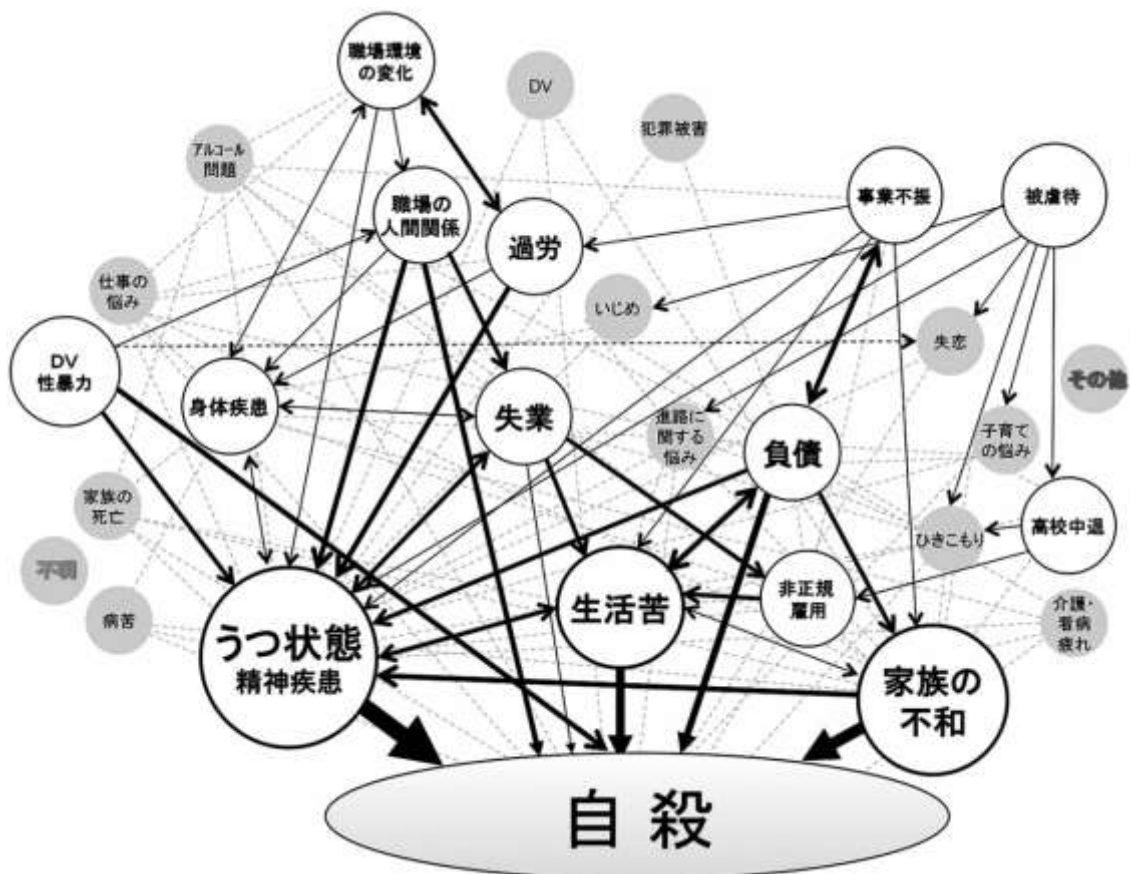 職場環境
の変化
DV
犯罪被害
アルコール
問題
職場の
人間関係
過労
事業不振
被虐待
仕事の
悩み
いじめ
失恋
DV
性暴力
その他
身体疾患
失業
進路に
関する
悩み
負債
子育て
の悩み
家族の
死亡
ひきこもり
高校中退
不明
病苦
うつ状態
精神疾患
生活苦
非正規
雇用
介護・
看病
疲れ
家族の
不和
自殺